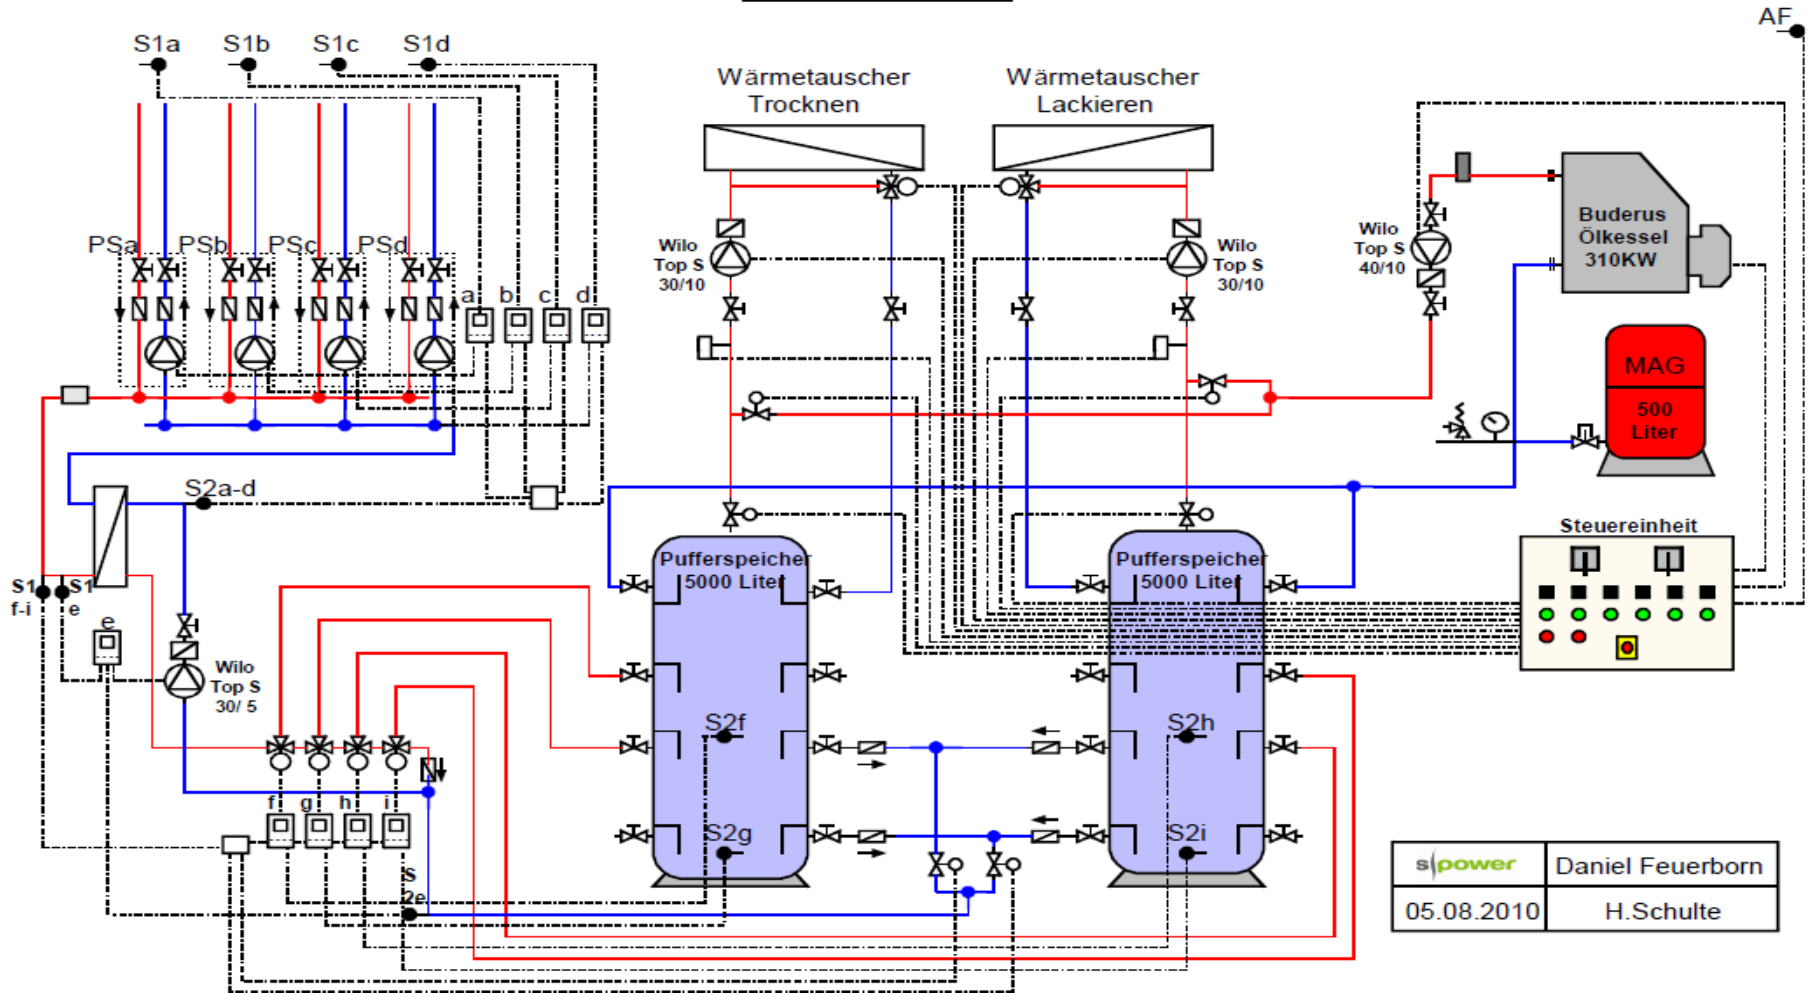 AF
S1a
S1b
S1c
S1d
Wärmetauscher
Trocknen
Wärmetauscher
Lackieren
PSa
PSb
PSc
PSd
a
b
c
d
Wilo
Top S
30/10
Wilo
Top S
30/10
Wilo
Top S
40/10
Buderus
Ölkessel
310KW
MAG
500
Liter
S2a-d
Steuereinheit
Pufferspeicher
5000 Liter
Pufferspeicher
5000 Liter
S1
f-i
S1
e
e
Wilo
Top S
30/ 5
S2f
S2h
f
g
h
i
S2g
S2i
S
2e
s|power
Daniel Feuerborn
05.08.2010
H.Schulte